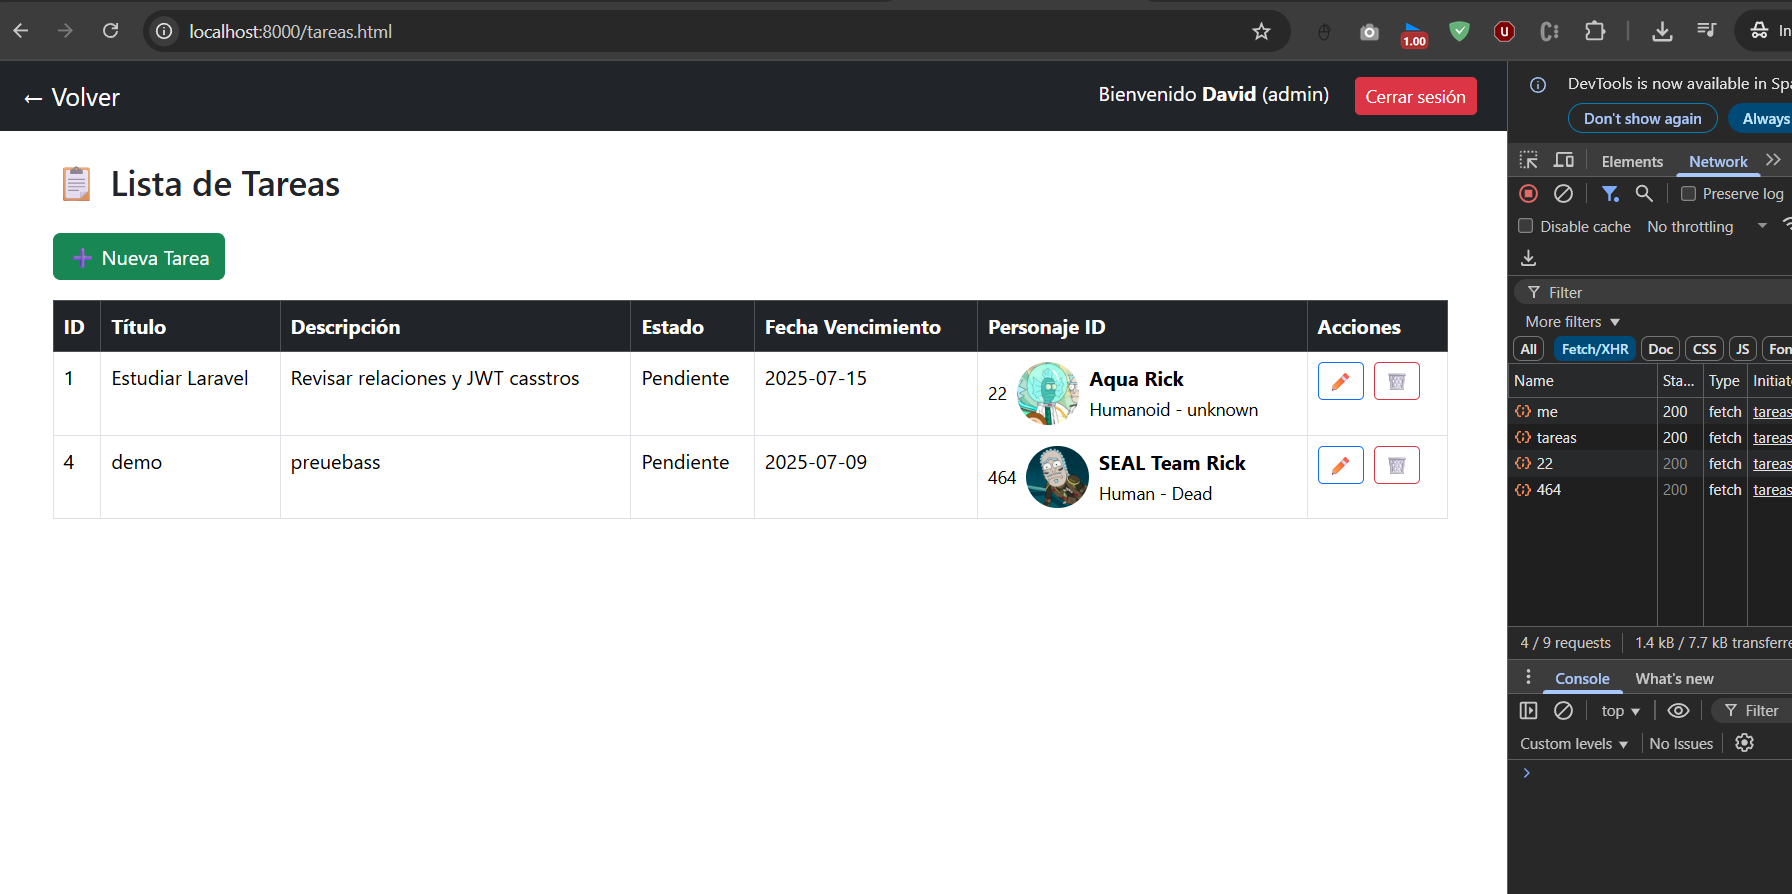 localhost:8000/tareas.html
1.00
In
← Volver
Bienvenido David (admin)
Cerrar sesión
Lista de Tareas
Nueva Tarea
ID Título Descripción Estado Fecha Vencimiento Personaje ID Acciones
1 Estudiar Laravel Revisar relaciones y JWT casstros Pendiente 2025-07-15 22 Aqua Rick
Humanoid - unknown
4 demo preuebass Pendiente 2025-07-09 464 SEAL Team Rick
Human - Dead
DevTools is now available in Spa
Don't show again Always
Elements Network
Preserve log
Disable cache No throttling
Filter
More filters
All Fetch/XHR Doc CSS JS Fon
Name Sta... Type Initiat
me 200 fetch tareas
tareas 200 fetch tareas
22 200 fetch tareas
464 200 fetch tareas
4 / 9 requests 1.4 kB / 7.7 kB transferre
Console What's new
top Filter
Custom levels No Issues